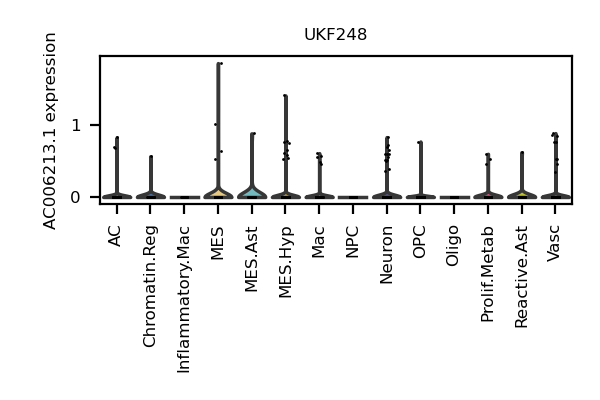 UKF248
AC006213.1 expression
1
0
AC
Chromatin.Reg
Inflammatory.Mac
MES
MES.Ast
MES.Hyp
Mac
NPC
Neuron
OPC
Oligo
Prolif.Metab
Reactive.Ast
Vasc